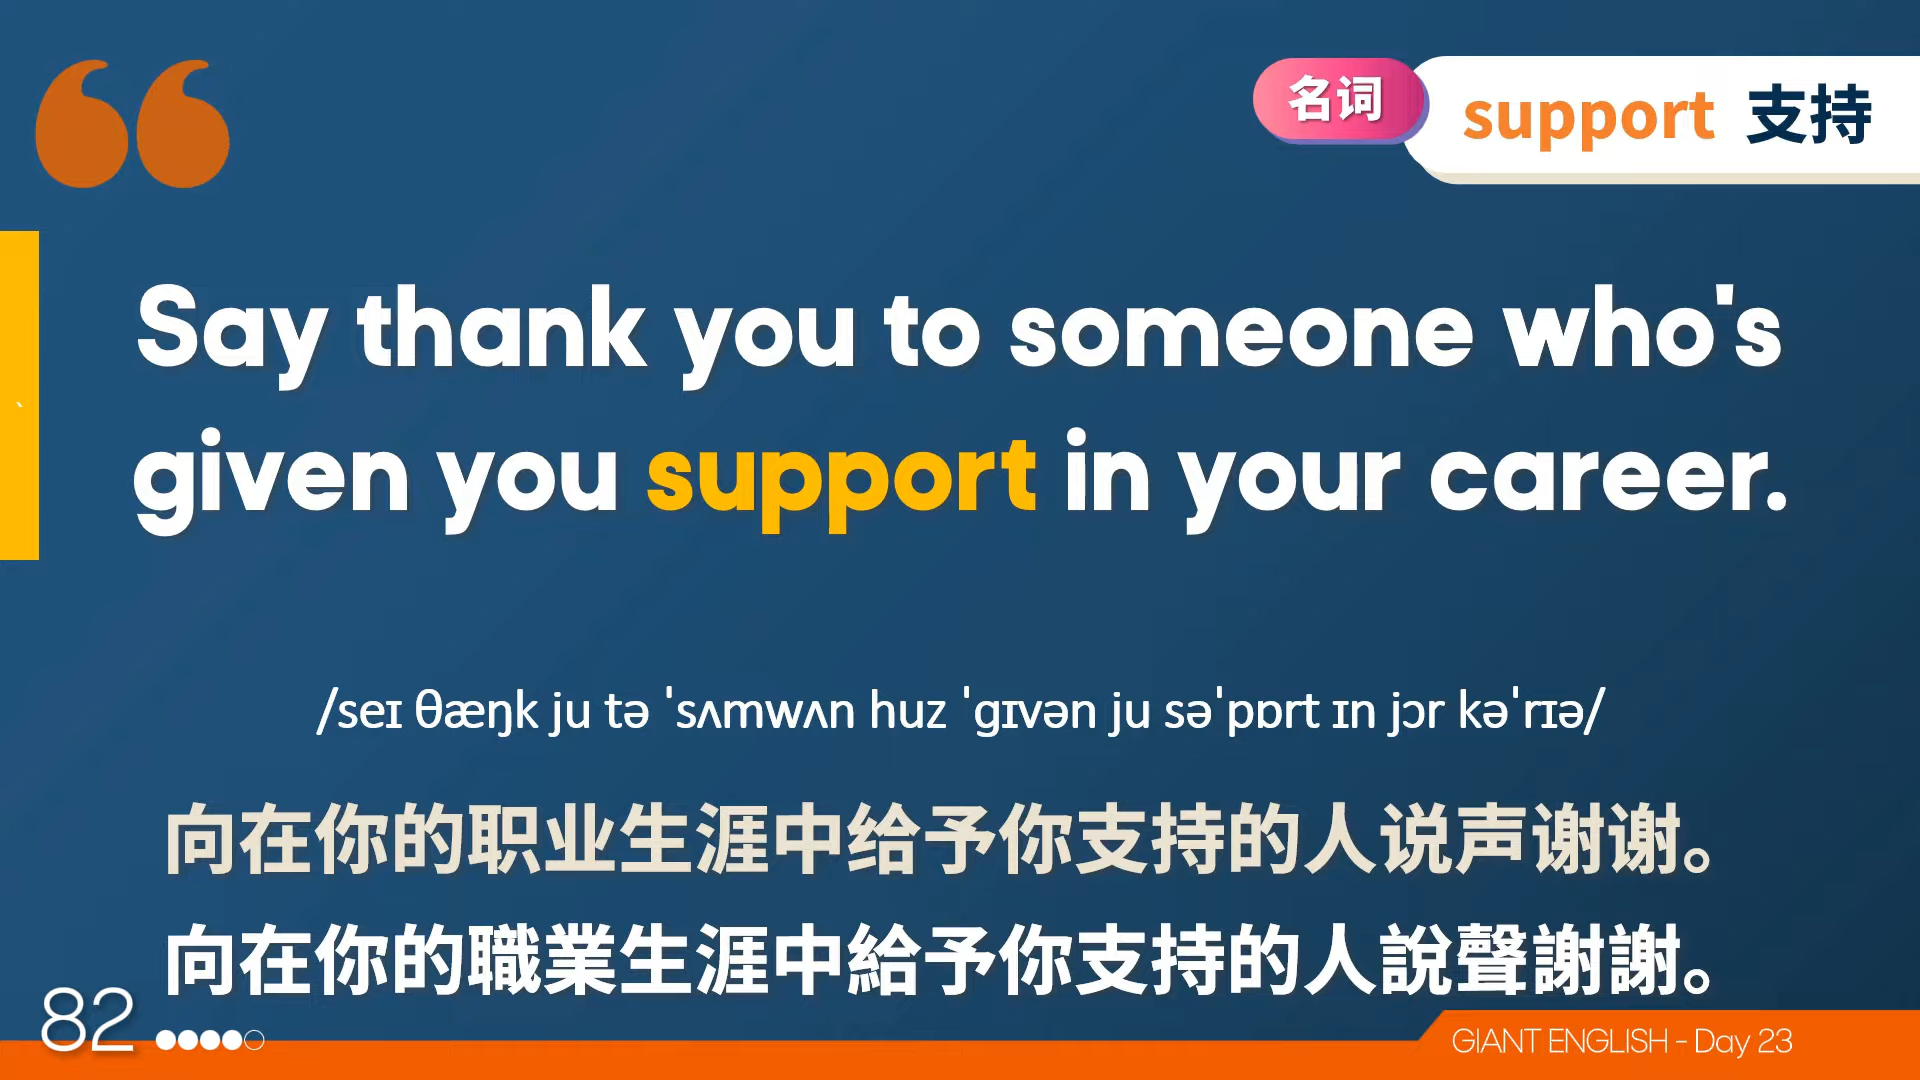 名词
support 支持
Say thank you to someone who's
given you support in your career.
/seɪ θæŋk ju tə ˈsʌmwʌn huz ˈgɪvən ju səˈpɒrt ɪn jɔr kəˈrɪə/
向在你的职业生涯中给予你支持的人说声谢谢。
向在你的職業生涯中給予你支持的人說聲謝謝。
82
GIANT ENGLISH - Day 23